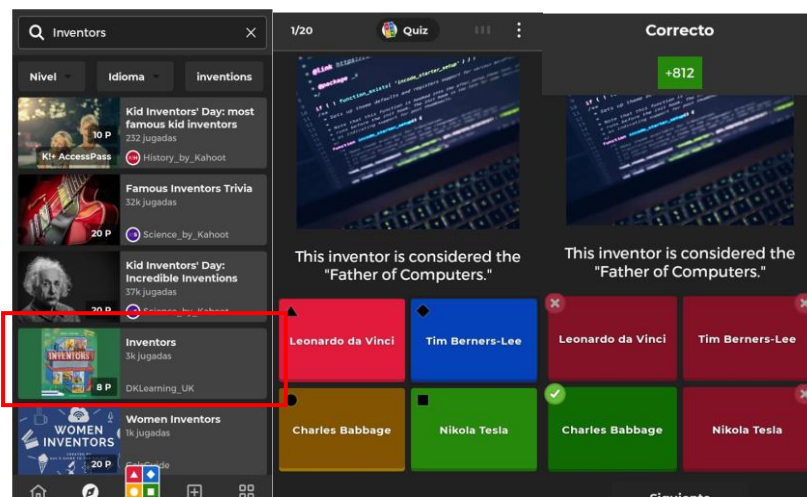 Inventors
Nivel
Idioma
inventions
10 P
K!+ AccessPass
Kid Inventors' Day: most
famous kid inventors
232 jugadas
History_by_Kahoot
20 P
Famous Inventors Trivia
32k jugadas
Science_by_Kahoot
20 P
Kid Inventors' Day:
Incredible Inventions
37k jugadas
Science_by_Kahoot
INVENTORS
8 P
Inventors
3k jugadas
DKLearning_UK
WOMEN
INVENTORS
20 P
Women Inventors
1k jugadas
1/20
Quiz
This inventor is considered the
"Father of Computers."
Leonardo da Vinci
Tim Berners-Lee
Charles Babbage
Nikola Tesla
Correcto
+812
This inventor is considered the
"Father of Computers."
Leonardo da Vinci
Tim Berners-Lee
Charles Babbage
Nikola Tesla
Siguiente